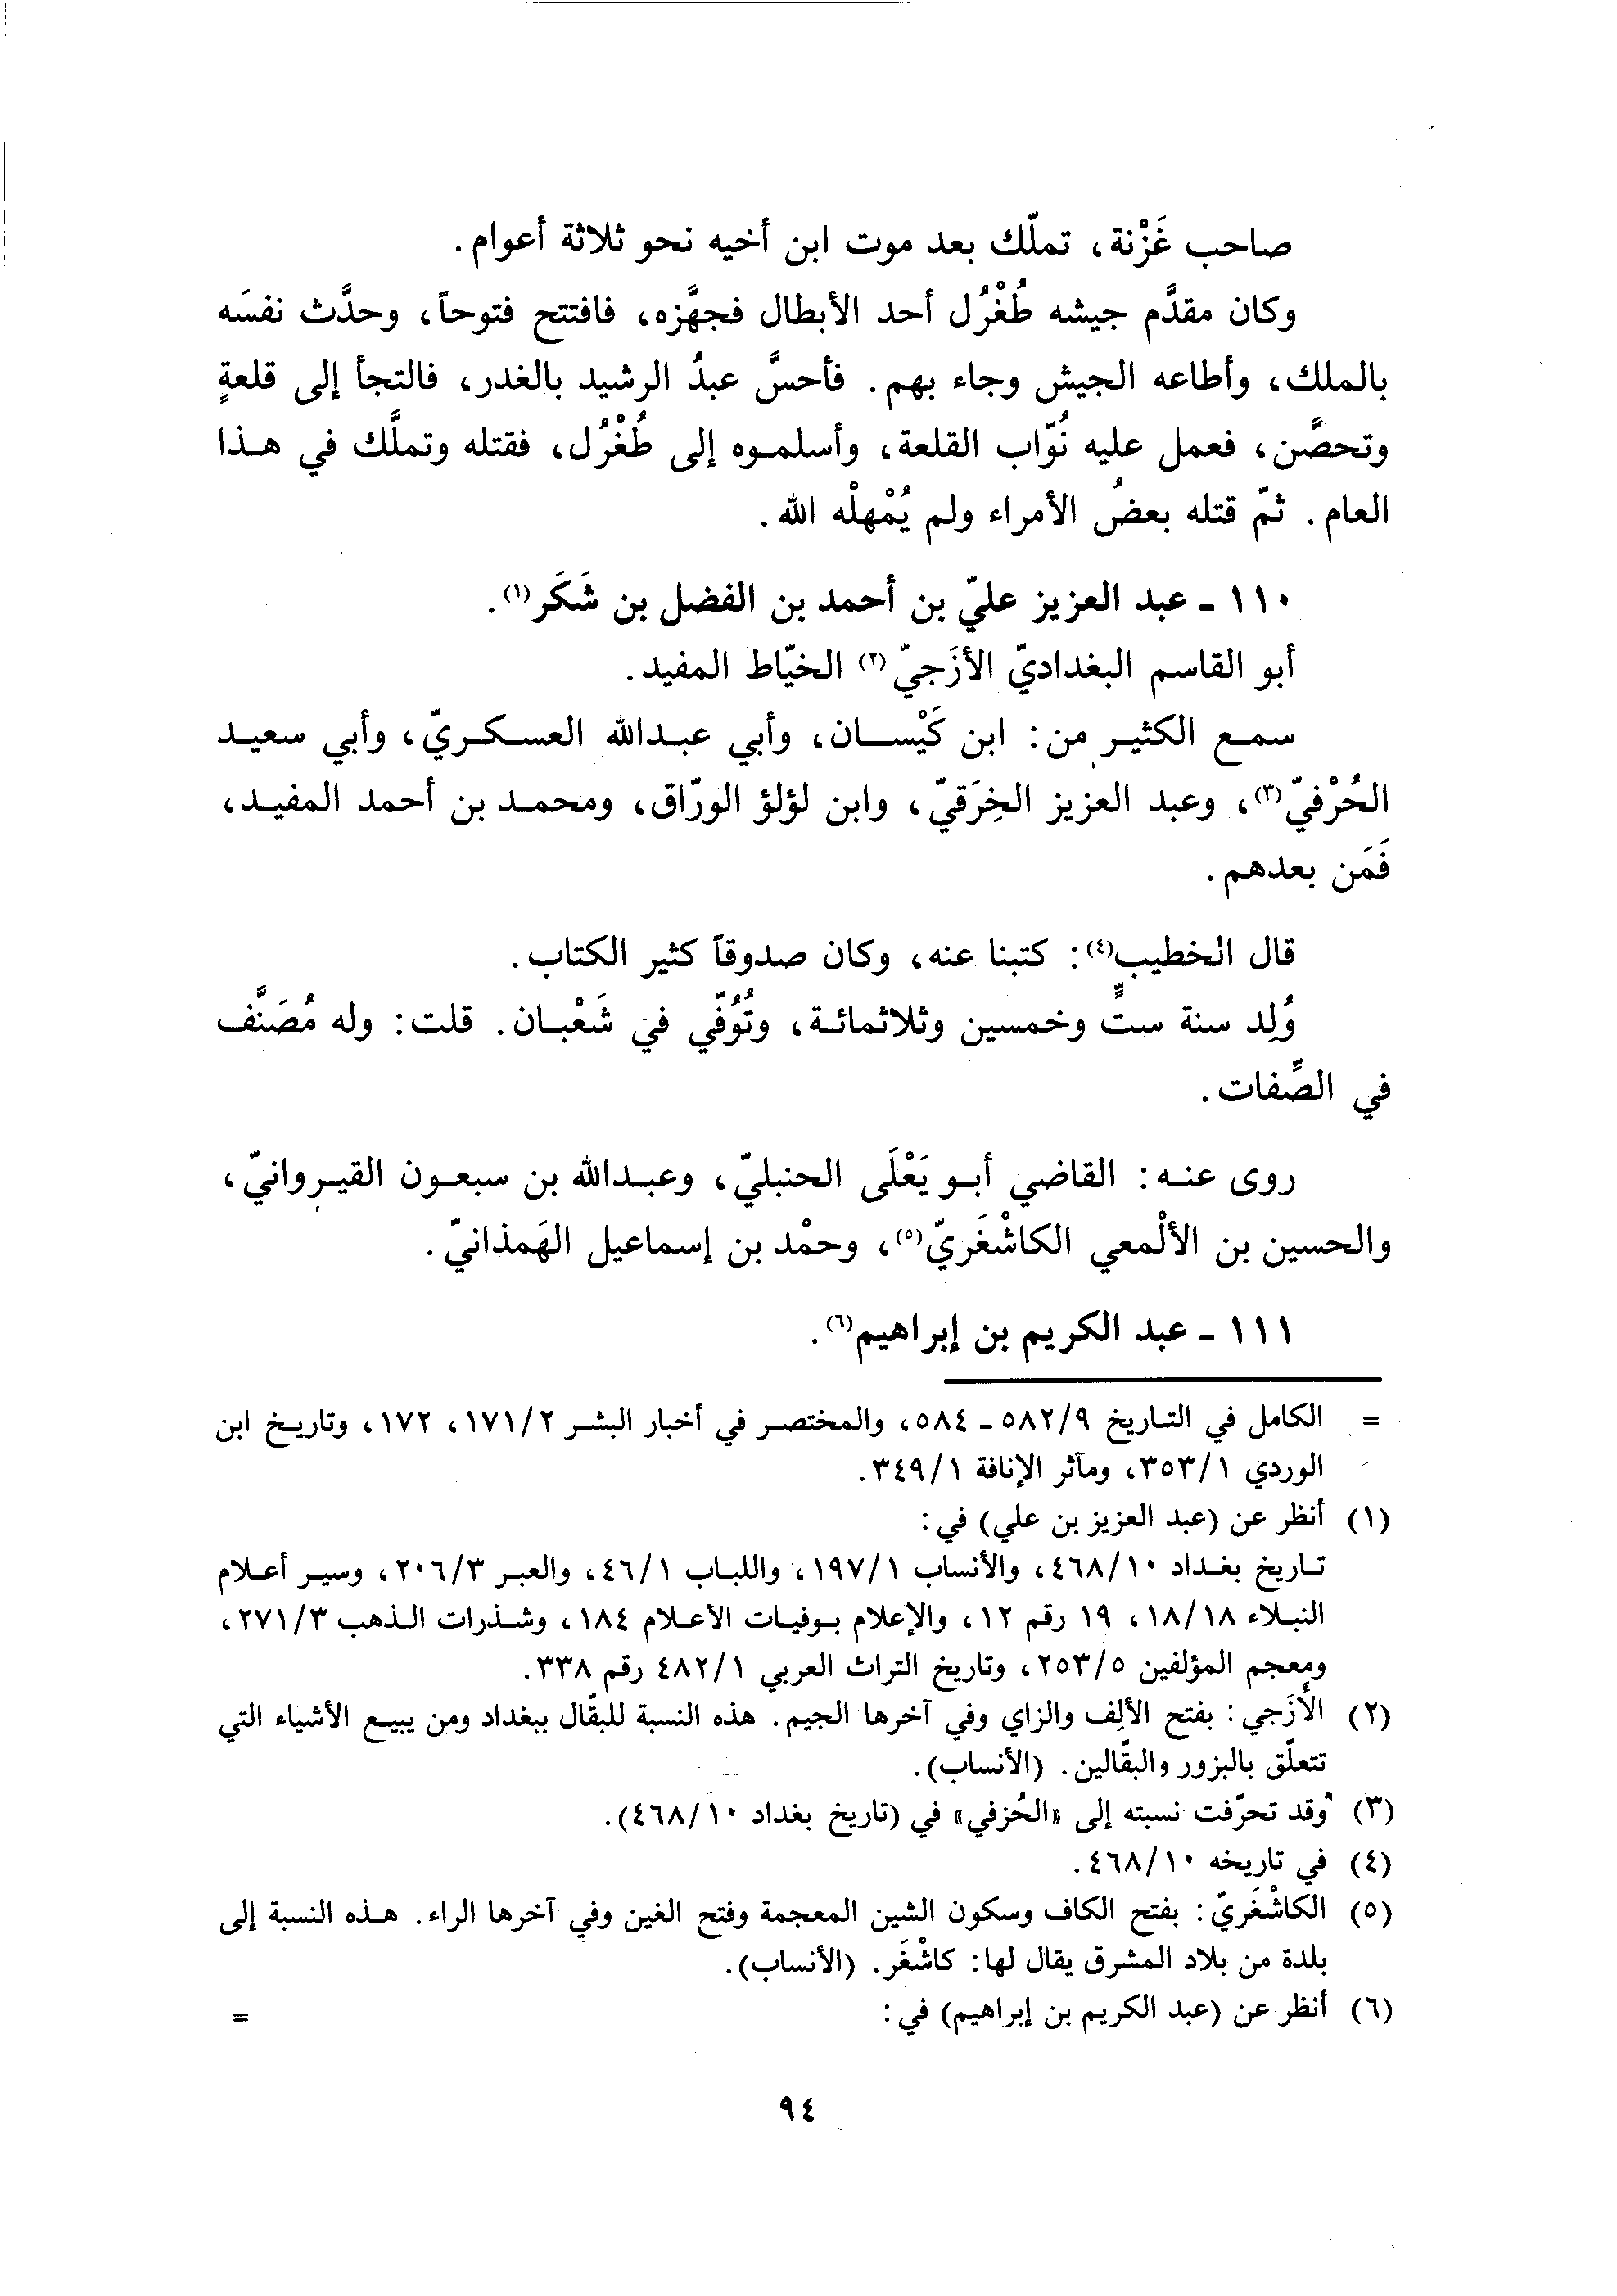 صاحب غَزْنة، تملّك بعد موت ابن أخيه نحو ثلاثة أعوام.
وكان مقدَّم جيشه طُغْرُل أحد الأبطال فجهَّزه، فافتتح فتوحاً، وحدَّث نفسَه
بالملك، وأطاعه الجيش وجاء بهم. فأحسَّ عبدُ الرشيد بالغدر، فالتجأ إلى قلعةٍ
وتحصَّن، فعمل عليه نُوّاب القلعة، وأسلموه إلى طُغْرُل، فقتله وتملَّك في هذا
العام. ثمّ قتله بعضُ الأمراء ولم يُمْهلْه الله.
١١٠ - عبد العزيز عليّ بن أحمد بن الفضل بن شَكَر(١).
أبو القاسم البغداديّ الأزَجيّ(٢) الخيّاط المفيد.
سمع الكثير من: ابن كَيْسان، وأبي عبدالله العسكريّ، وأبي سعيد
الحُرْفيّ(٣)، وعبد العزيز الخِرَقيّ، وابن لؤلؤ الورّاق، ومحمد بن أحمد المفيد،
فَمَن بعدهم.
قال الخطيب(٤): كتبنا عنه، وكان صدوقاً كثير الكتاب.
وُلِد سنة ستٍّ وخمسين وثلاثمائة، وتُوُفّي في شَعْبان. قلت: وله مُصَنَّف
في الصِّفات.
روى عنه: القاضي أبو يَعْلَى الحنبليّ، وعبدالله بن سبعون القيروانيّ،
والحسين بن الألْمعي الكاشْغَريّ(٥)، وحمْد بن إسماعيل الهَمذانيّ.
١١١ - عبد الكريم بن إبراهيم(٦).
= الكامل في التاريخ ٥٨٢/٩ - ٥٨٤، والمختصر في أخبار البشر ١٧١/٢، ١٧٢، وتاريخ ابن
الوردي ٣٥٣/١، ومآثر الإنافة ٣٤٩/١.
(١) أنظر عن (عبد العزيز بن علي) في:
تاريخ بغداد ٤٦٨/١٠، والأنساب ١٩٧/١، واللباب ٤٦/١، والعبر ٢٠٦/٣، وسير أعلام
النبلاء ١٨/١٨، ١٩ رقم ١٢، والإعلام بوفيات الأعلام ١٨٤، وشذرات الذهب ٢٧١/٣،
ومعجم المؤلفين ٢٥٣/٥، وتاريخ التراث العربي ٤٨٢/١ رقم ٣٣٨.
(٢) الأَزَجي: بفتح الألِف والزاي وفي آخرها الجيم. هذه النسبة للبقّال ببغداد ومن يبيع الأشياء التي
تتعلّق بالبزور والبقّالين. (الأنساب).
(٣) وقد تحرّفت نسبته إلى «الحُزفي» في (تاريخ بغداد ٤٦٨/١٠).
(٤) في تاريخه ٤٦٨/١٠.
(٥) الكاشْغَريّ: بفتح الكاف وسكون الشين المعجمة وفتح الغين وفي آخرها الراء. هذه النسبة إلى
بلدة من بلاد المشرق يقال لها: كاشْغَر. (الأنساب).
(٦) أنظر عن (عبد الكريم بن إبراهيم) في: =
٩٤